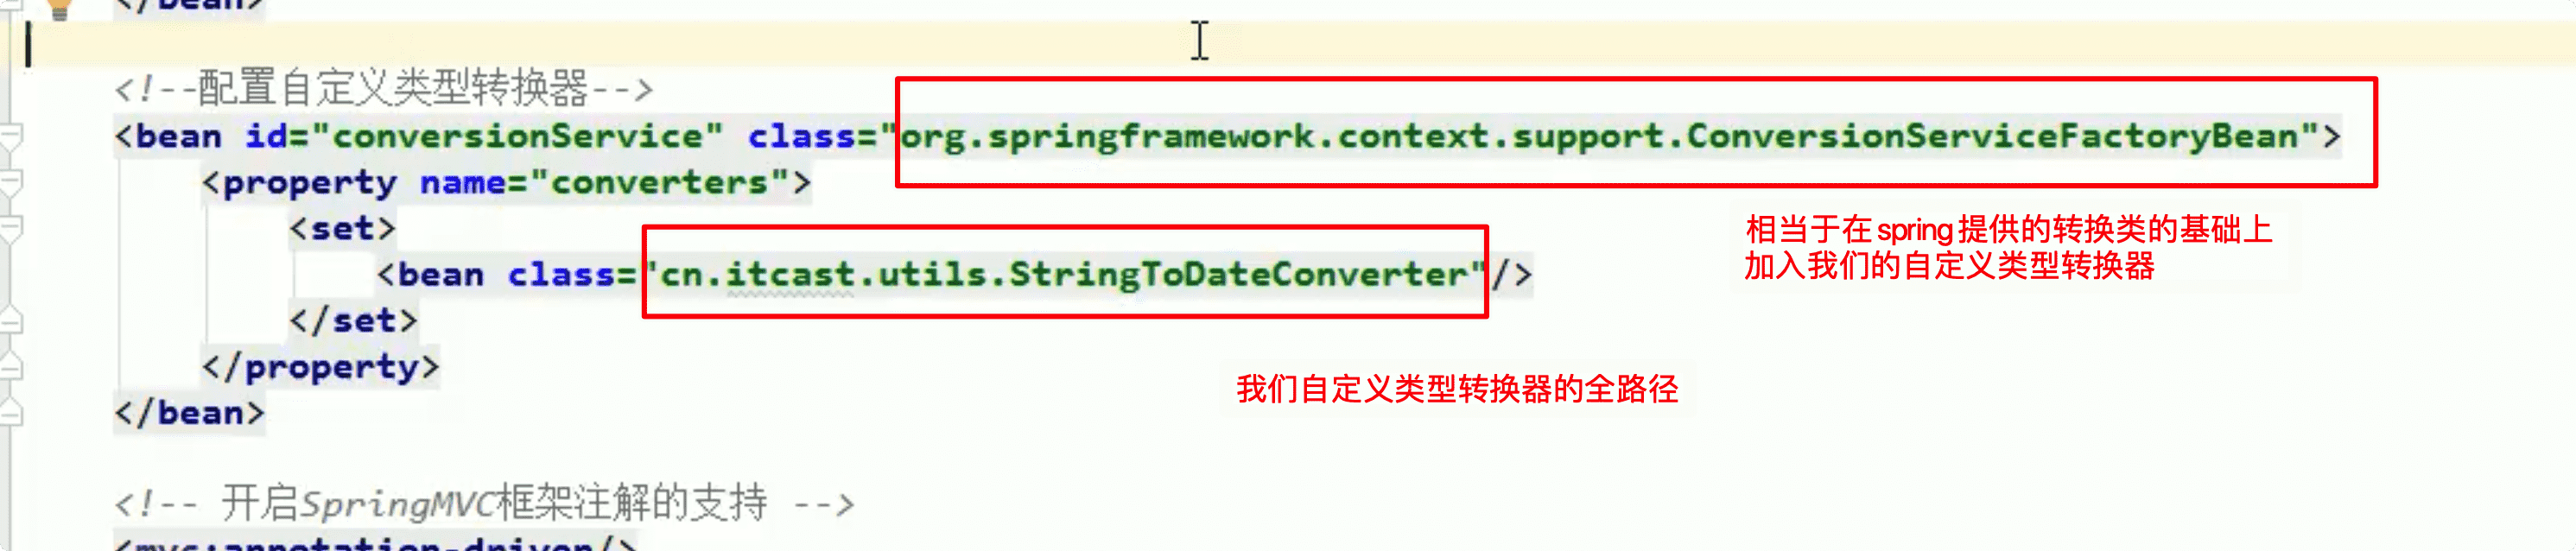 </bean>
<!--配置自定义类型转换器-->
<bean id="conversionService" class="org.springframework.context.support.ConversionServiceFactoryBean">
<property name="converters">
<set>
相当于在spring提供的转换类的基础上
加入我们的自定义类型转换器
<bean class="cn.itcast.utils.StringToDateConverter"/>
</set>
</property>
我们自定义类型转换器的全路径
</bean>
<!-- 开启SpringMVC框架注解的支持 -->
<mvc:annotation-driven/>